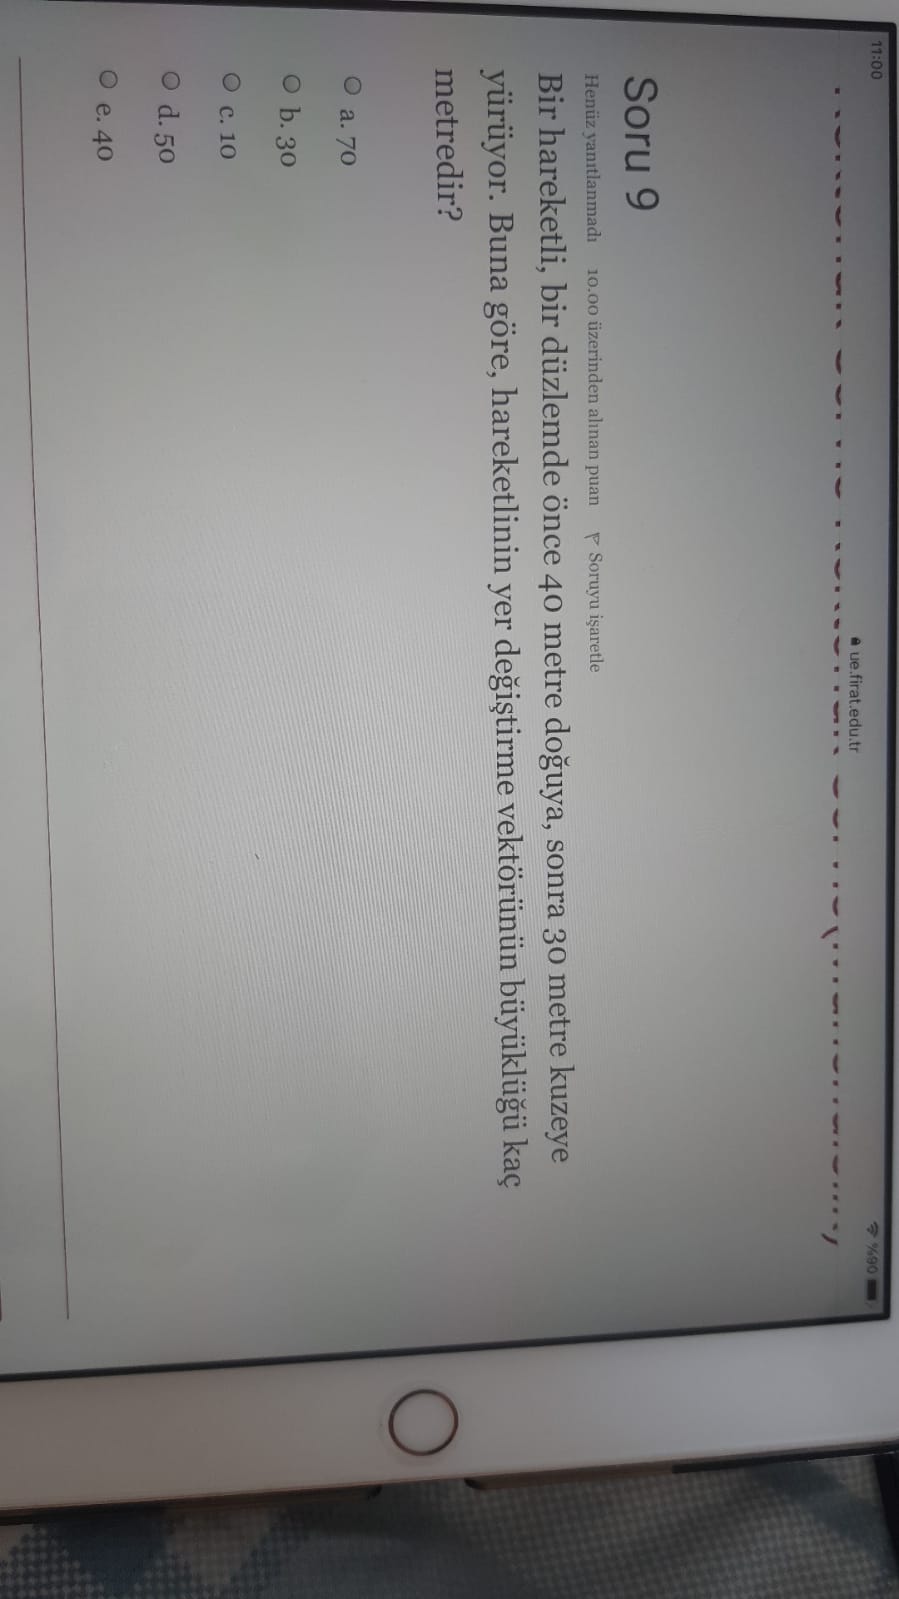 11:00
ue.firat.edu.tr
%90
Soru 9
Henüz yanıtlanmadı 10.00 üzerinden alınan puan Soruyu işaretle
Bir hareketli, bir düzlemde önce 40 metre doğuya, sonra 30 metre kuzeye
yürüyor. Buna göre, hareketlinin yer değiştirme vektörünün büyüklüğü kaç
metredir?
a. 70
b. 30
c. 10
d. 50
e. 40